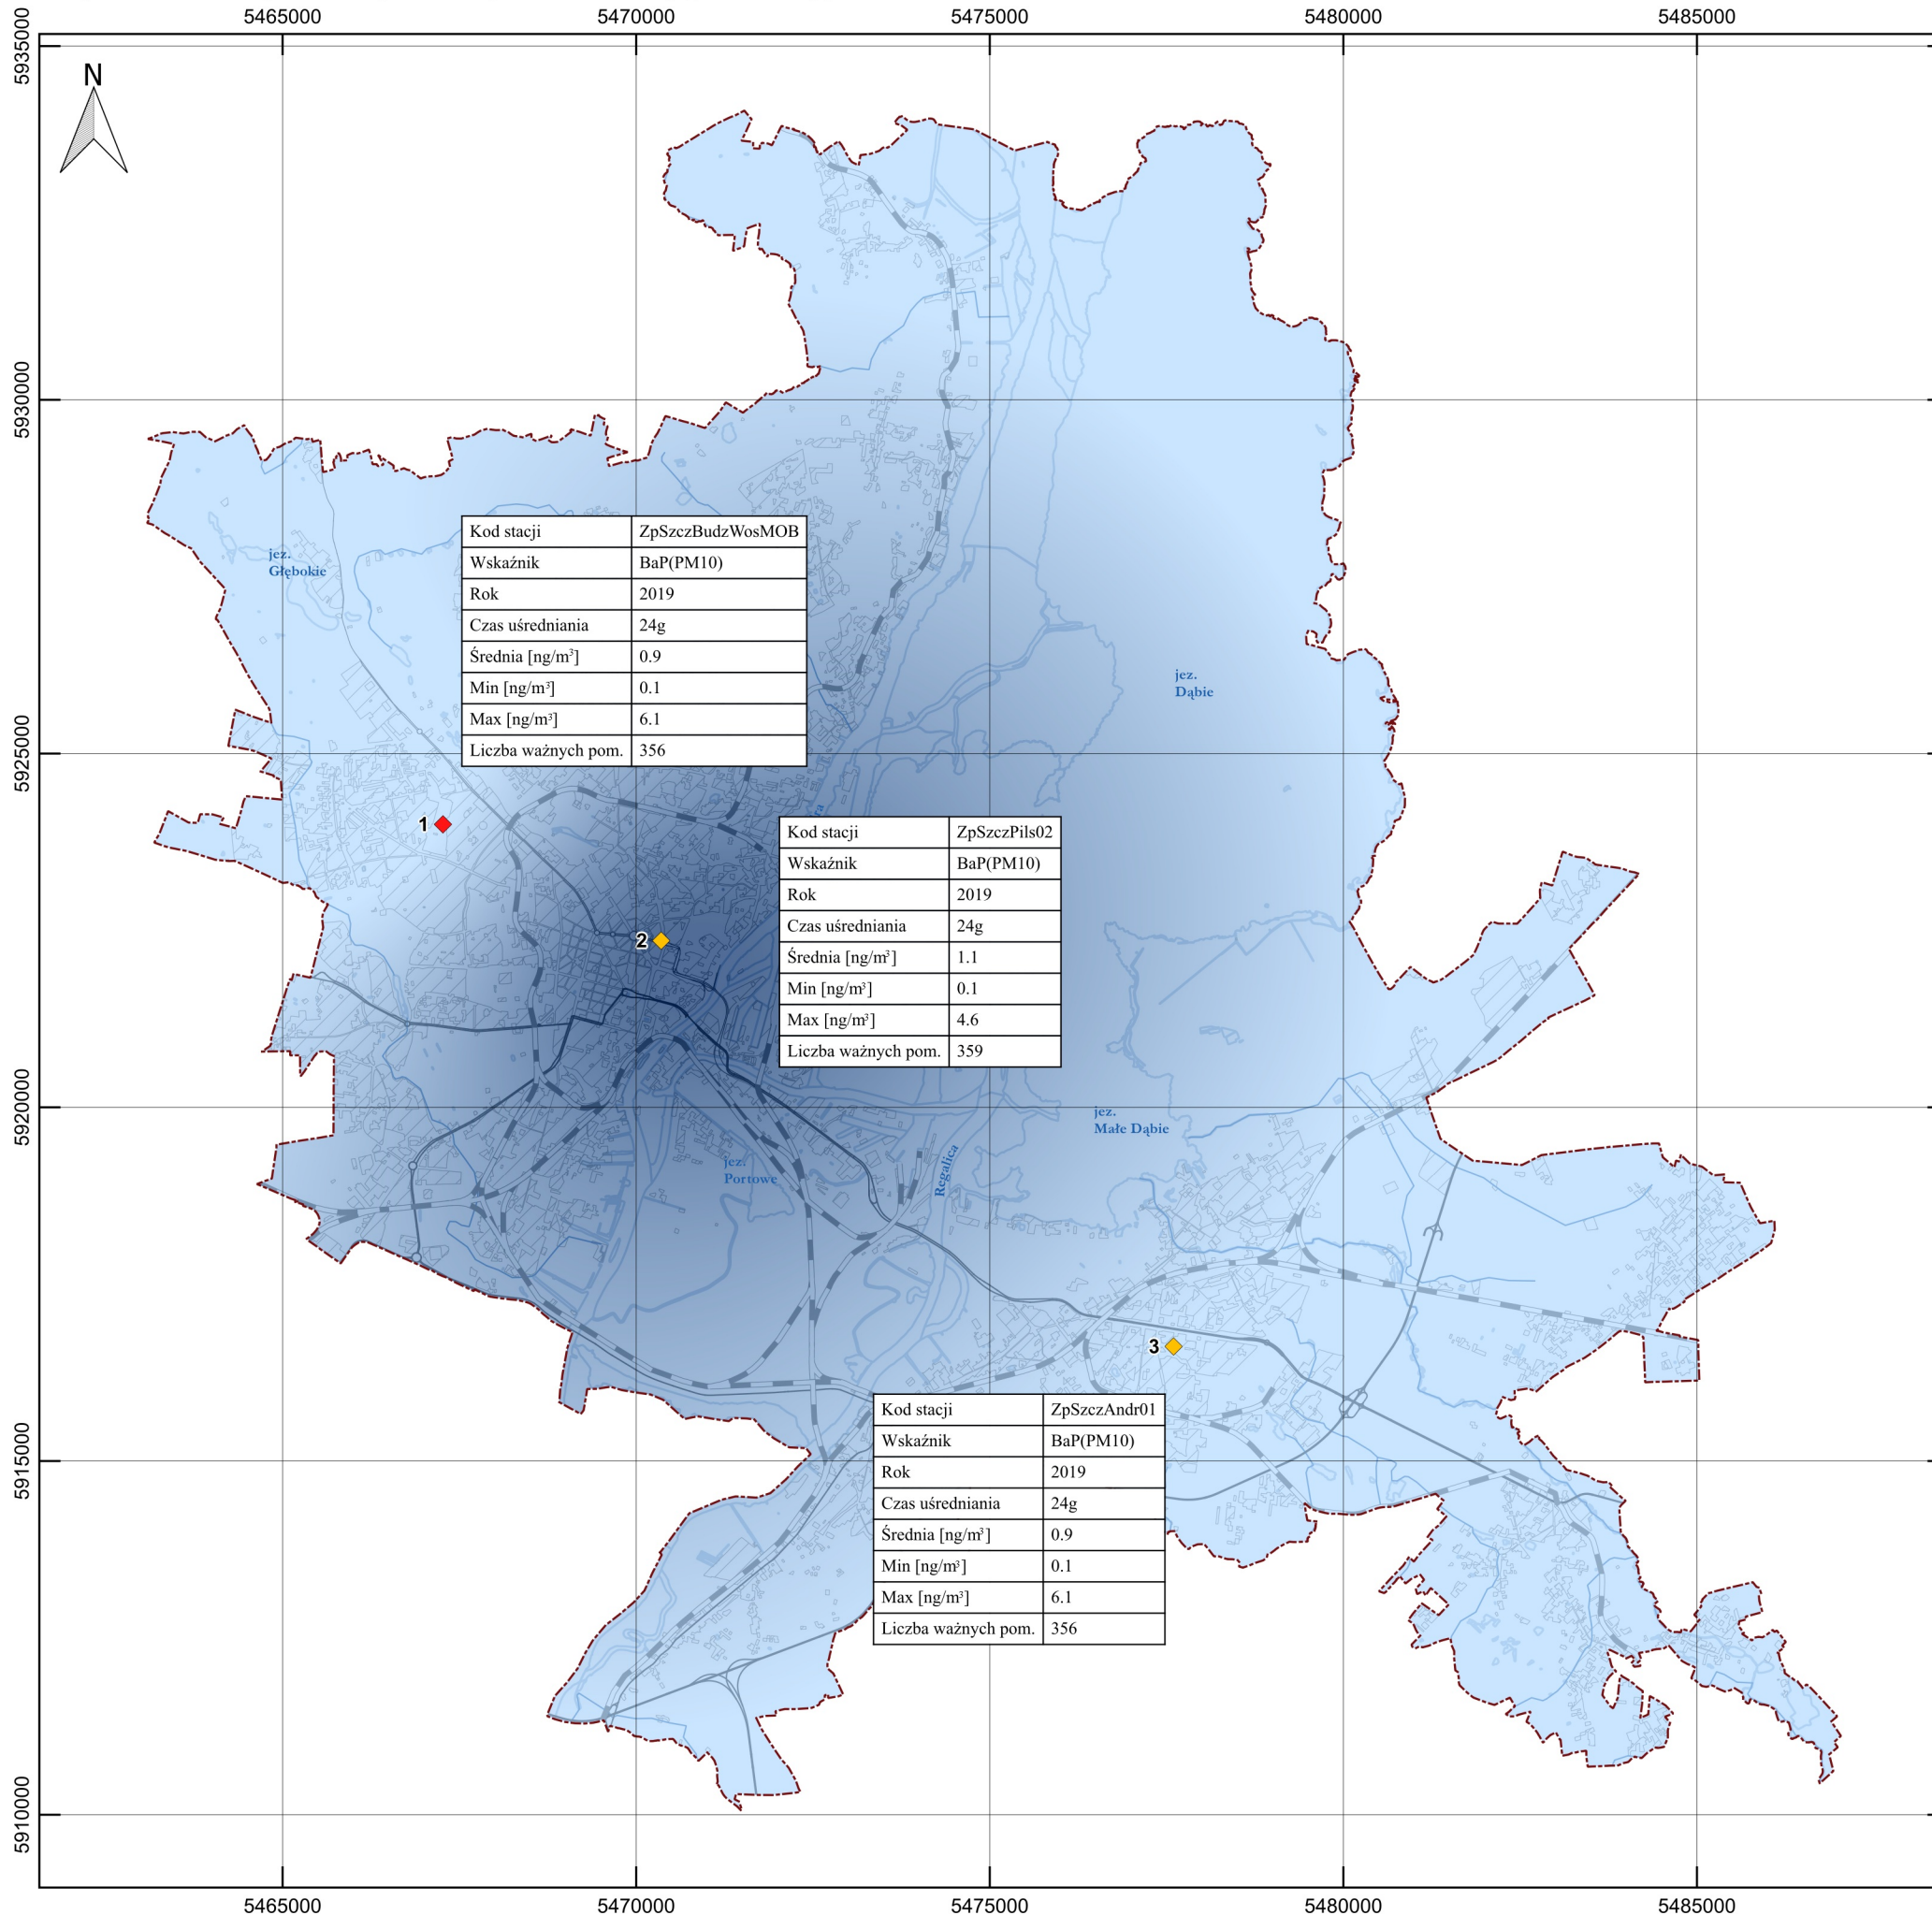 5465000 5470000 5475000 5480000 5485000
5935000
N
5930000
jez.
Głębokie
Kod stacji ZpSzczBudzWosMOB
Wskaźnik BaP(PM10)
Rok 2019
Czas uśredniania 24g
Średnia [ng/m³] 0.9
Min [ng/m³] 0.1
Max [ng/m³] 6.1
Liczba ważnych pom. 356
jez.
Dąbie
5925000
1
Kod stacji ZpSzczPils02
Wskaźnik BaP(PM10)
Rok 2019
Czas uśredniania 24g
Średnia [ng/m³] 1.1
Min [ng/m³] 0.1
Max [ng/m³] 4.6
Liczba ważnych pom. 359
2
5920000
jez.
Małe Dąbie
jez.
Portowe
Regalica
3
Kod stacji ZpSzczAndr01
Wskaźnik BaP(PM10)
Rok 2019
Czas uśredniania 24g
Średnia [ng/m³] 0.9
Min [ng/m³] 0.1
Max [ng/m³] 6.1
Liczba ważnych pom. 356
5915000
5910000
5465000 5470000 5475000 5480000 5485000